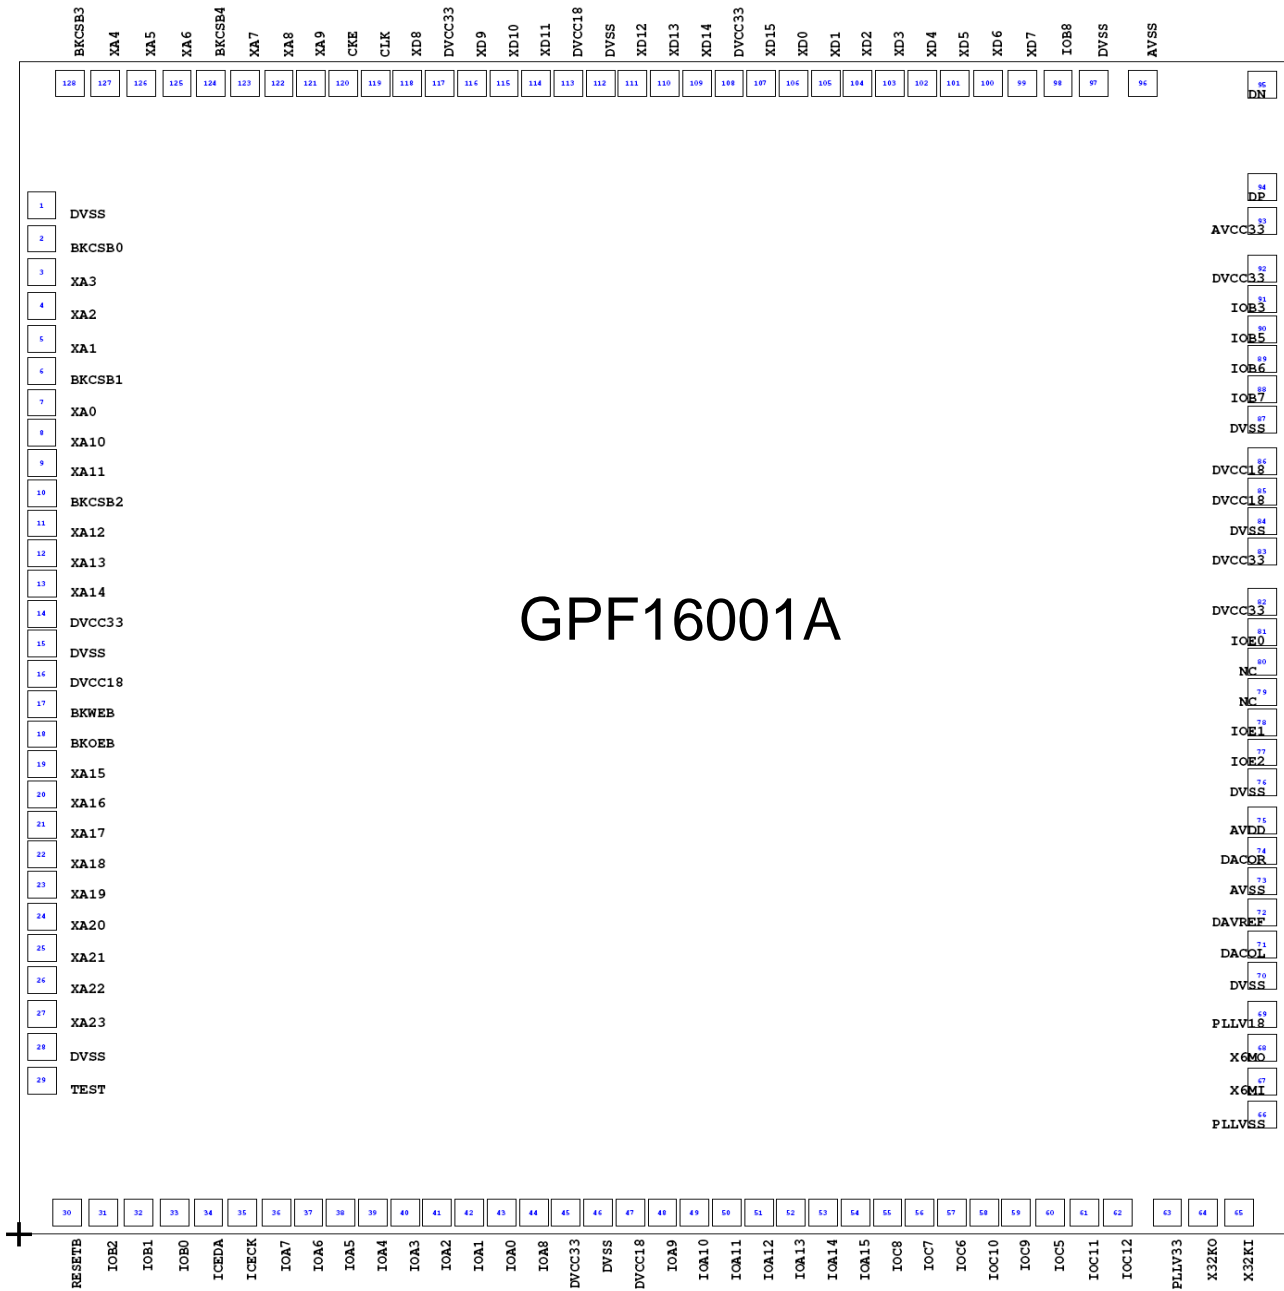 BKCSB3 XA4 XA5 XA6 BKCSB4 XA7 XA8 XA9 CKE CLK XD8 DVCC33 XD9 XD10 XD11 DVCC18 DVSS XD12 XD13 XD14 DVCC33 XD15 XD0 XD1 XD2 XD3 XD4 XD5 XD6 XD7 IOB8 DVSS AVSS
128 127 126 125 124 123 122 121 120 119 118 117 116 115 114 113 112 111 110 109 108 107 106 105 104 103 102 101 100 99 98 97 96 95
DN
1 DVSS
2 BKCSB0
3 XA3
4 XA2
5 XA1
6 BKCSB1
7 XA0
8 XA10
9 XA11
10 BKCSB2
11 XA12
12 XA13
13 XA14
14 DVCC33
15 DVSS
16 DVCC18
17 BKWEB
18 BKOEB
19 XA15
20 XA16
21 XA17
22 XA18
23 XA19
24 XA20
25 XA21
26 XA22
27 XA23
28 DVSS
29 TEST
GPF16001A
94 DP
93 AVCC33
92 DVCC33
91 IOB3
90 IOB5
89 IOB6
88 IOB7
87 DVSS
86 DVCC18
85 DVCC18
84 DVSS
83 DVCC33
82 DVCC33
81 IOE0
80 NC
79 NC
78 IOE1
77 IOE2
76 DVSS
75 AVDD
74 DACOR
73 AVSS
72 DAVREF
71 DACOL
70 DVSS
69 PLLV18
68 X6MO
67 X6MI
66 PLLVSS
30 31 32 33 34 35 36 37 38 39 40 41 42 43 44 45 46 47 48 49 50 51 52 53 54 55 56 57 58 59 60 61 62 63 64 65
RESETB IOB2 IOB1 IOB0 ICEDA ICECK IOA7 IOA6 IOA5 IOA4 IOA3 IOA2 IOA1 IOA0 IOA8 DVCC33 DVSS DVCC18 IOA9 IOA10 IOA11 IOA12 IOA13 IOA14 IOA15 IOC8 IOC7 IOC6 IOC10 IOC9 IOC5 IOC11 IOC12 PLLV33 X32KO X32KI